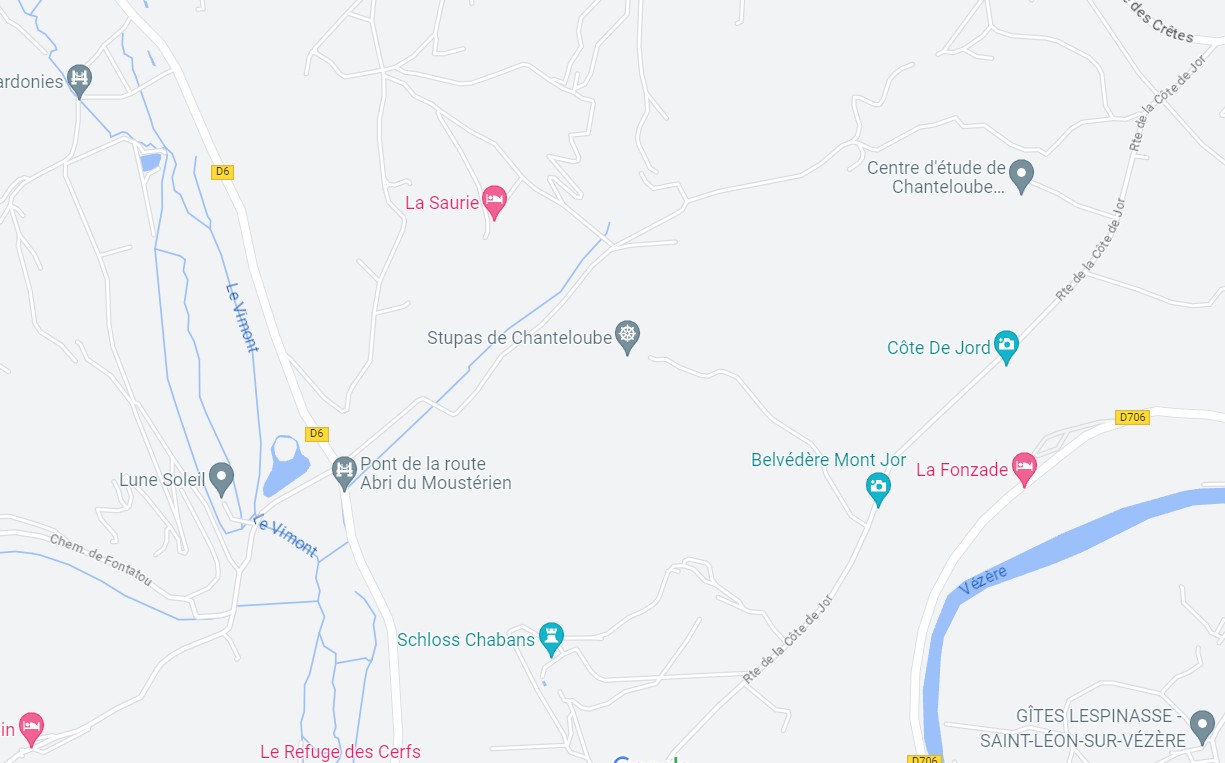 e des Crêtes
ardonies
Rte de la Côte de Jor
D6
Centre d'étude de
Chanteloube...
La Saurie
Rte de la Côte de Jor
Le Vimont
Stupas de Chanteloube
Côte De Jord
D706
D6
Pont de la route
Abri du Moustérien
Belvédère Mont Jor
La Fonzade
Lune Soleil
Le Vimont
Chem. de Fontatou
Vézère
Rte de la Côte de Jor
Schloss Chabans
GÎTES LESPINASSE -
SAINT-LÉON-SUR-VÉZÈRE
in
Le Refuge des Cerfs
Google
D706